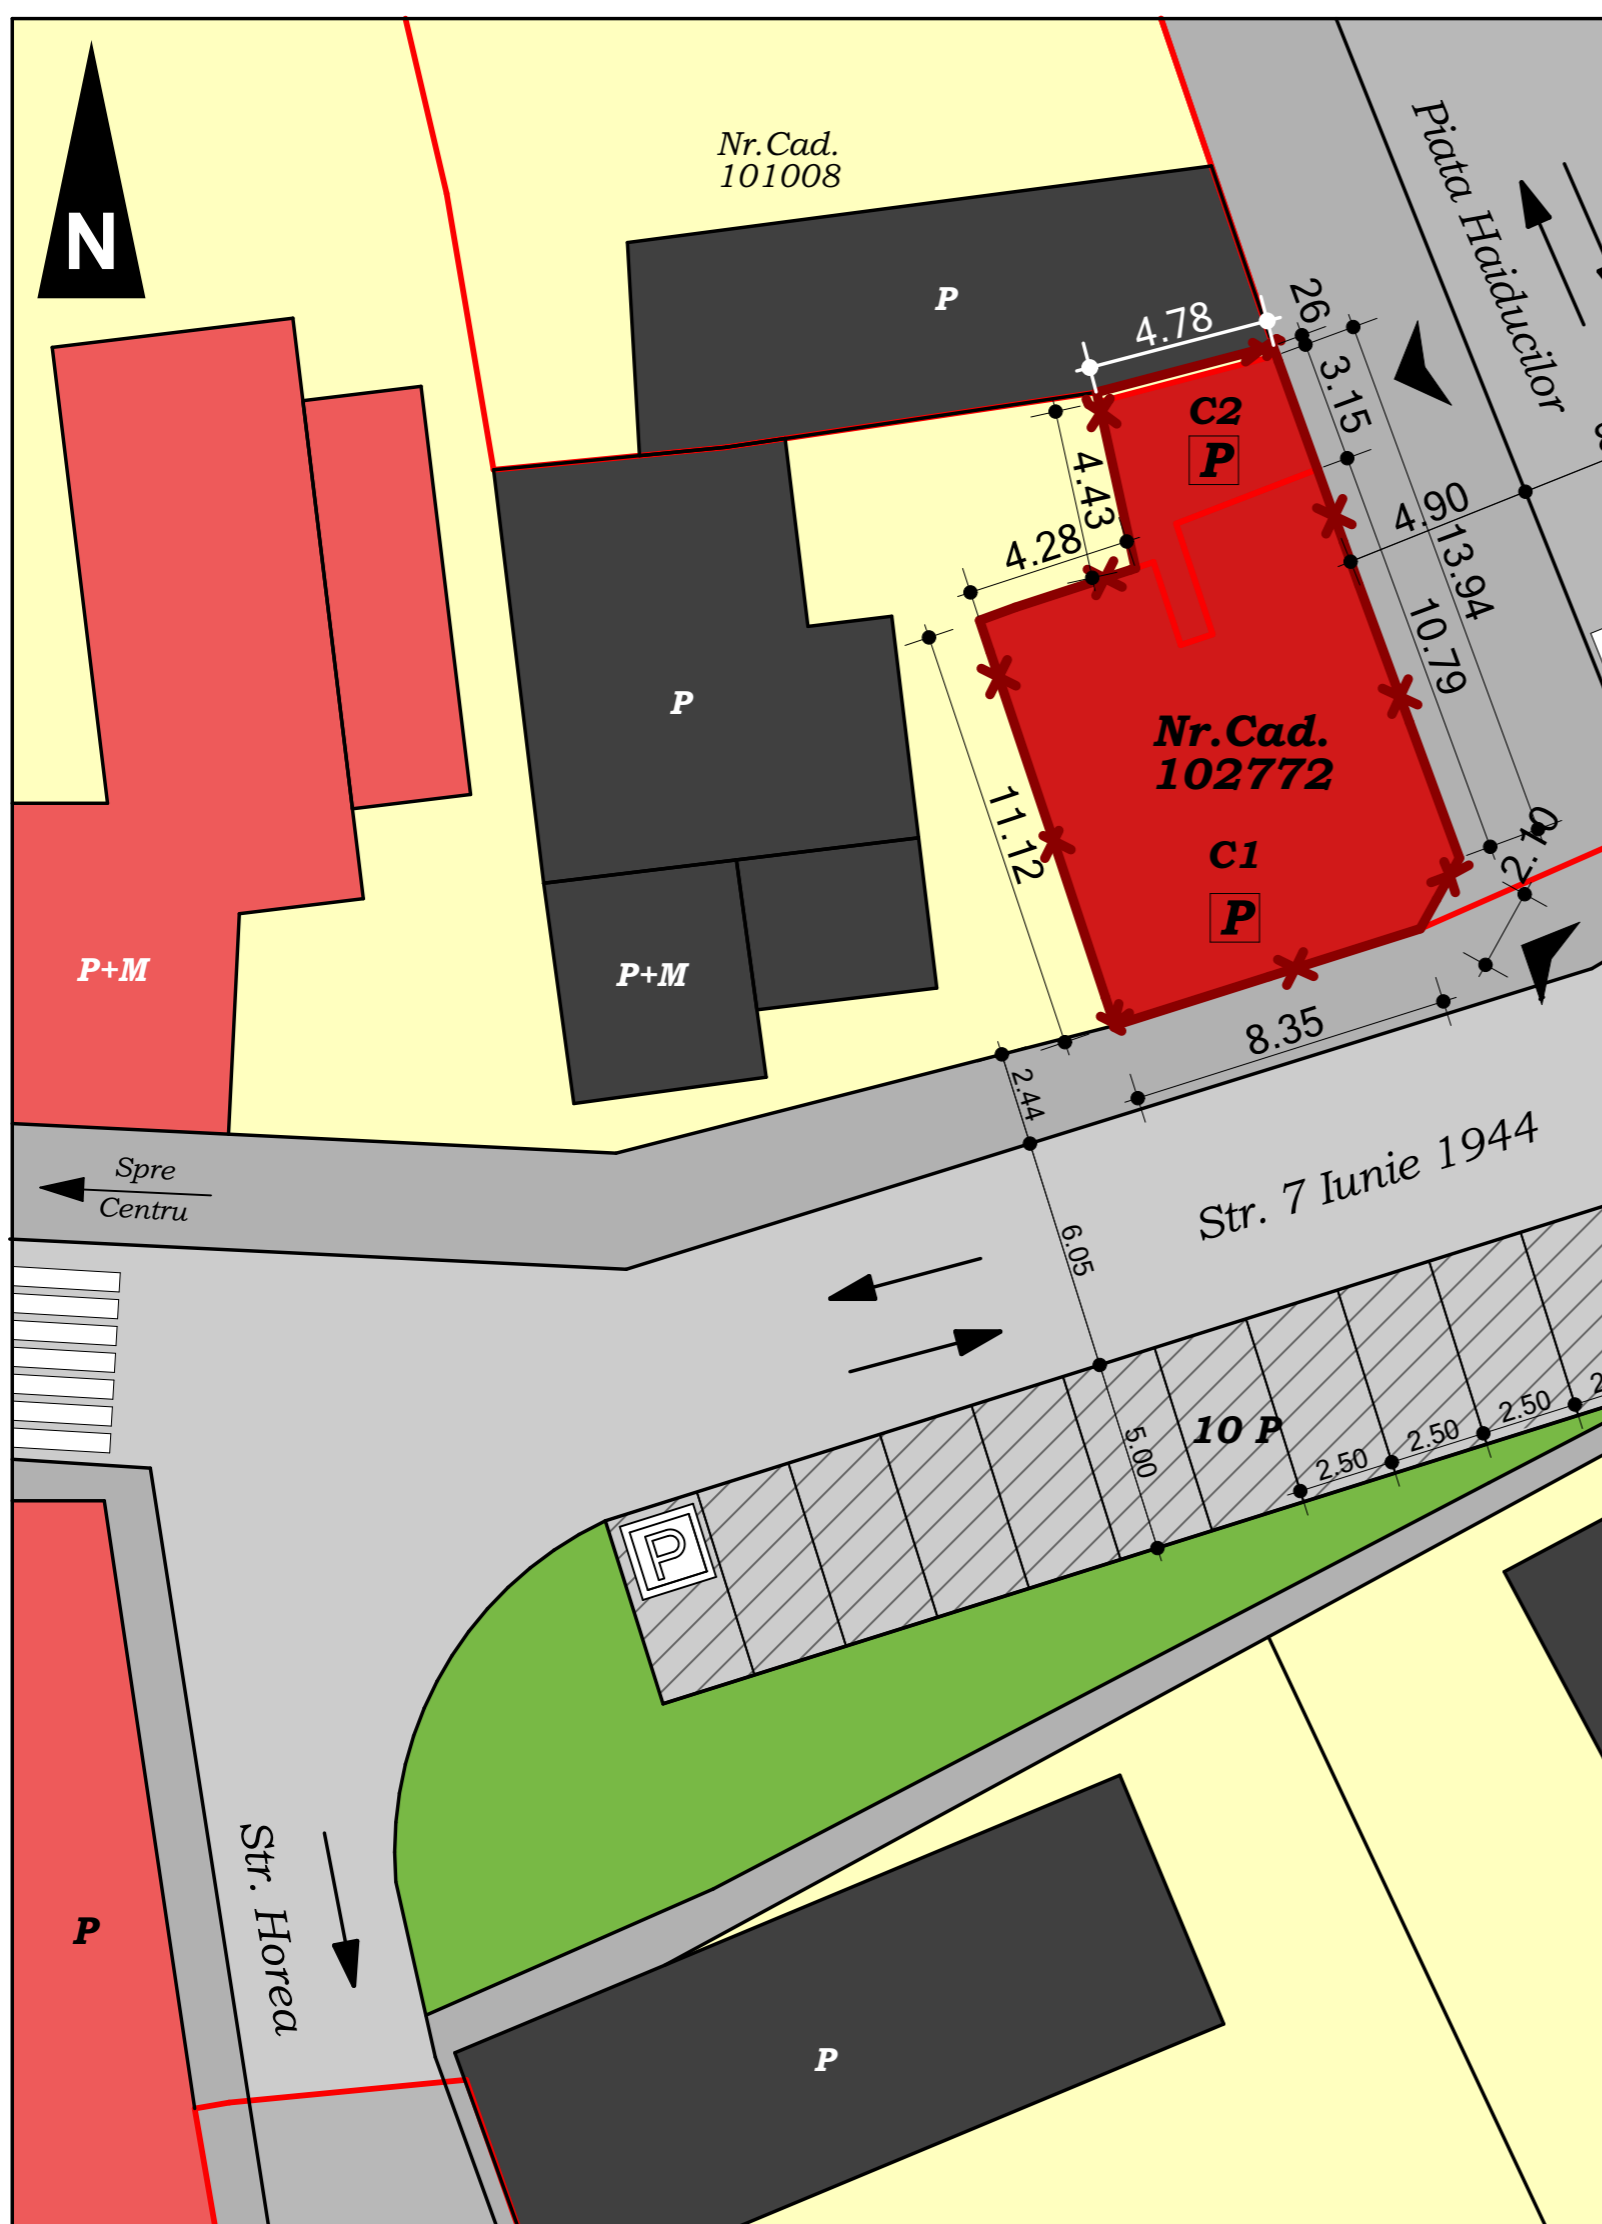 N
Nr.Cad.
101008
Piata Haiducilor
P
4.78
26
3.15
C2
P
4.43
4.90
13.94
4.28
10.79
P
Nr.Cad.
102772
11.12
C1
2.10
P
P+M
P+M
8.35
2.44
Str. 7 Iunie 1944
Spre
Centru
6.05
10 P
5.00
2.50
2.50
2.50
P
Str. Horea
P
P